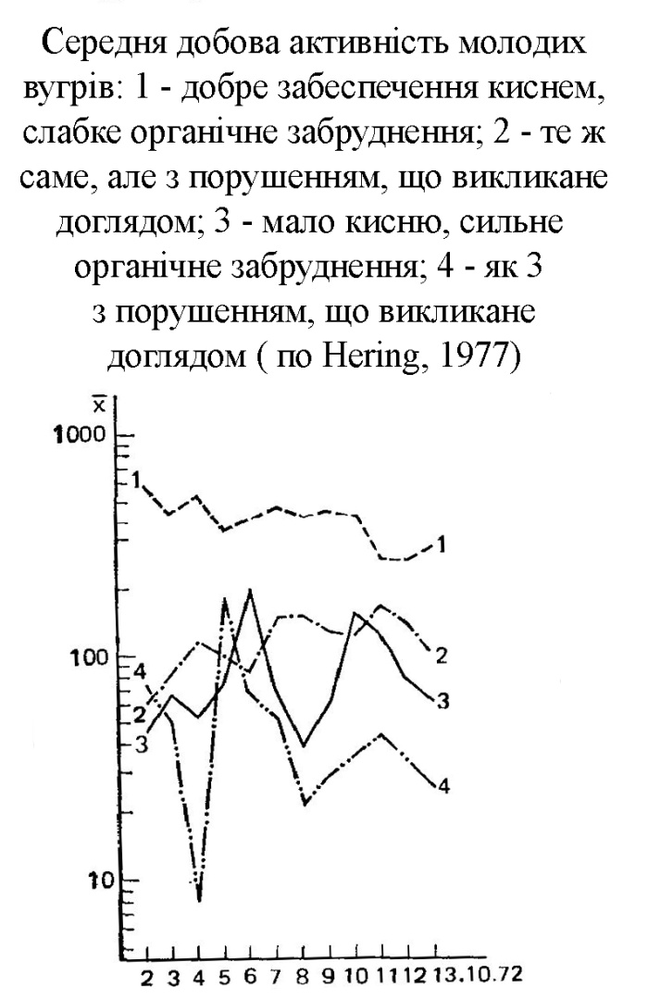 Середня добова активність молодих
вугрів: 1 - добре забеспечення киснем,
слабке органічне забруднення; 2 - те ж
саме, але з порушенням, що викликане
доглядом; 3 - мало кисню, сильне
органічне забруднення; 4 - як 3
з порушенням, що викликане
доглядом ( по Hering, 1977)
x̅
1000
1
1
100
4
2
2
3
3
4
10
2 3 4 5 6 7 8 9 10 11 12 13.10.72